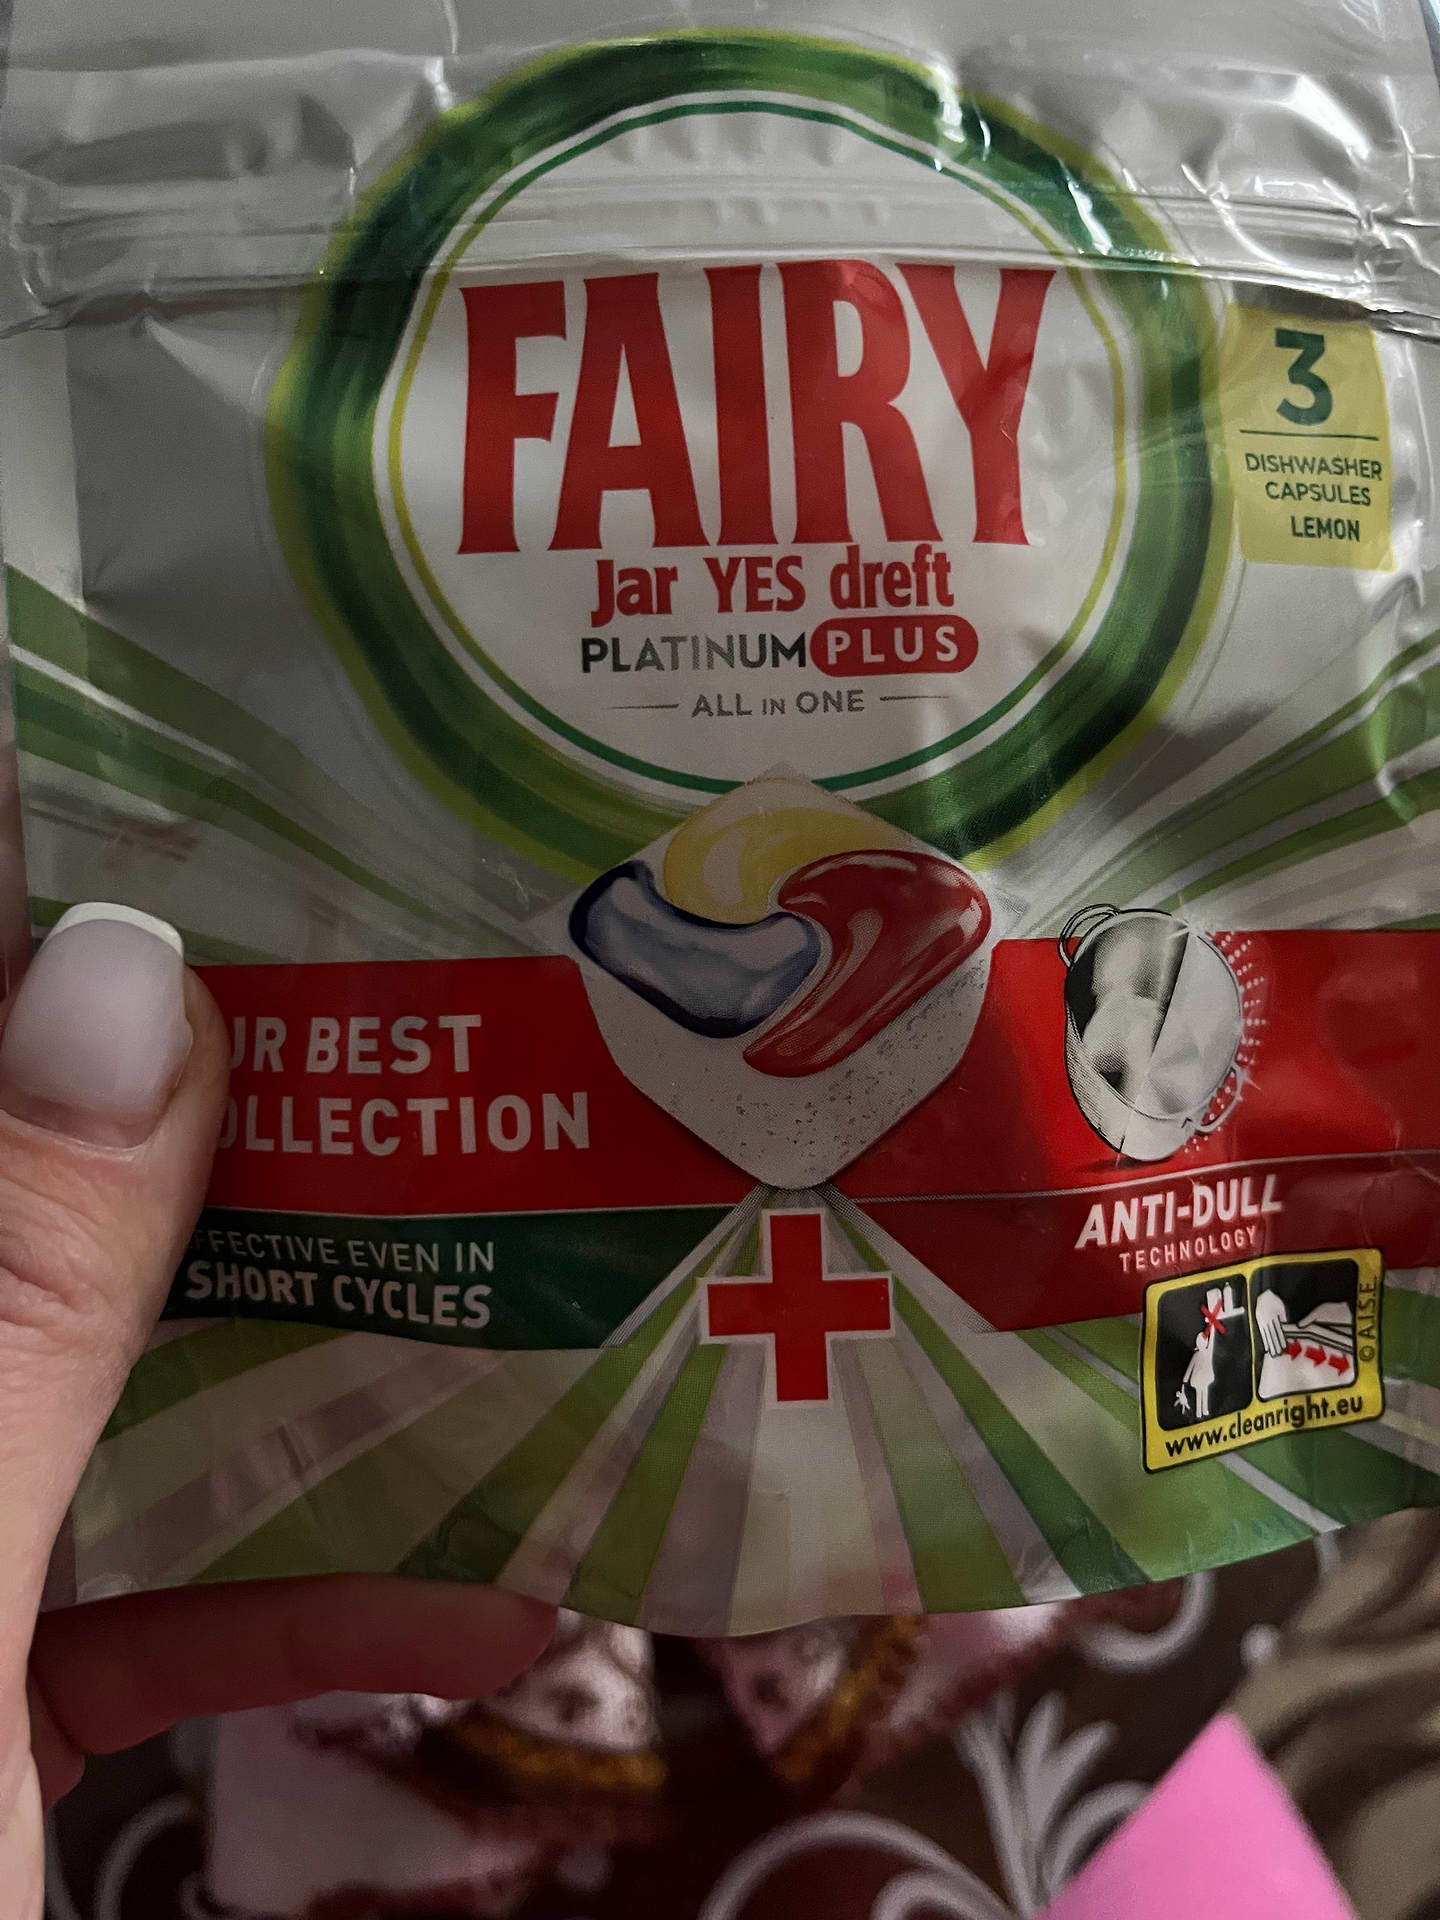 FAIRY
Jar YES dreft
PLATINUM PLUS
ALL IN ONE
3
DISHWASHER
CAPSULES
LEMON
UR BEST
OLLECTION
FFECTIVE EVEN IN
SHORT CYCLES
ANTI-DULL
TECHNOLOGY
© A.I.S.E.
www.cleanright.eu